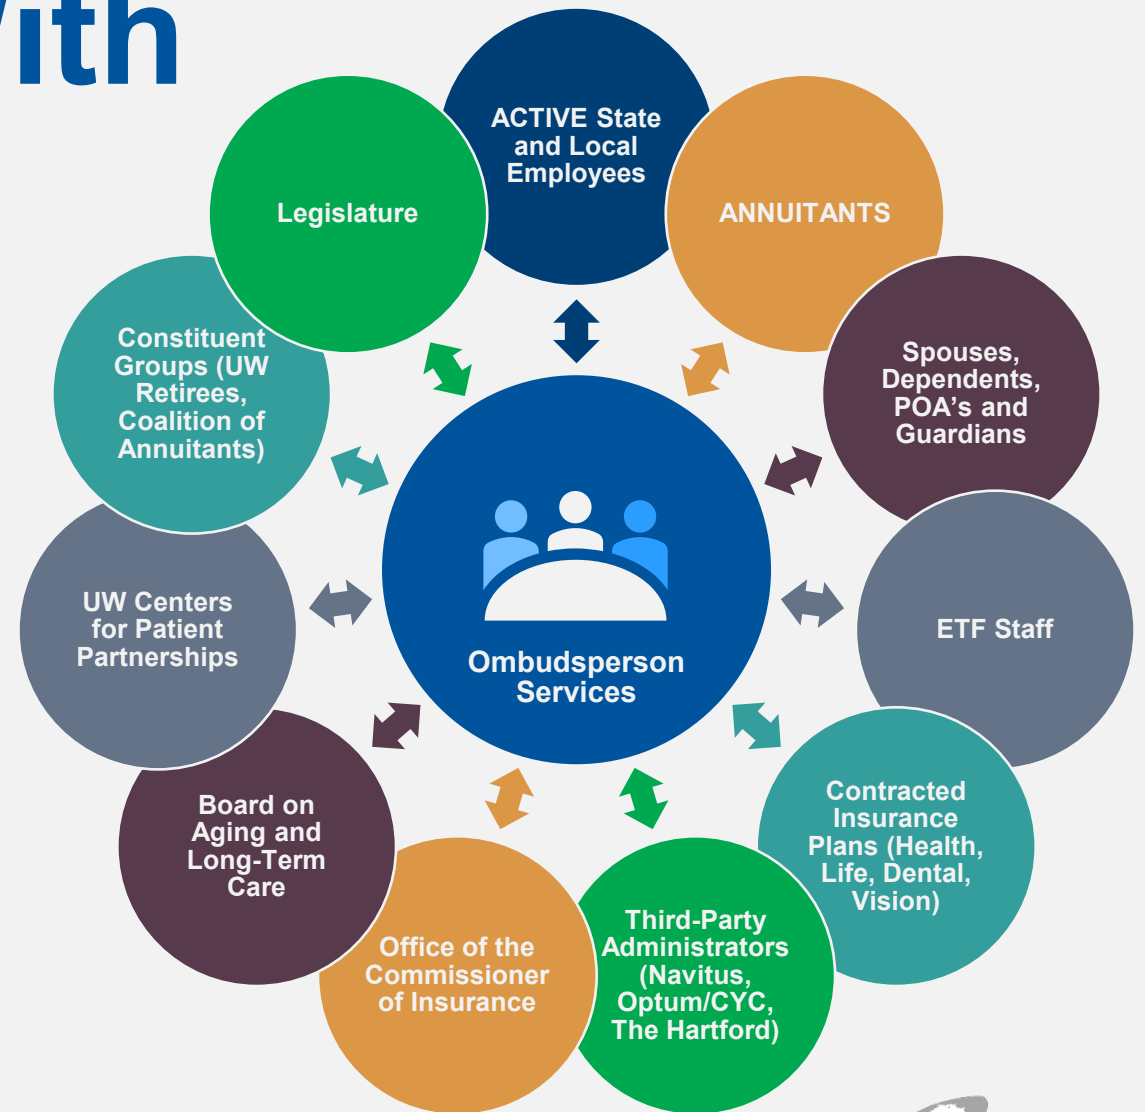 ith
ACTIVE State
and Local
Employees
ANNUITANTS
Spouses,
Dependents,
POA's and
Guardians
ETF Staff
Contracted
Insurance
Plans (Health,
Life, Dental,
Vision)
Third-Party
Administrators
(Navitus,
Optum/CYC,
The Hartford)
Office of the
Commissioner
of Insurance
Board on
Aging and
Long-Term
Care
UW Centers
for Patient
Partnerships
Constituent
Groups (UW
Retirees,
Coalition of
Annuitants)
Legislature
Ombudsperson
Services